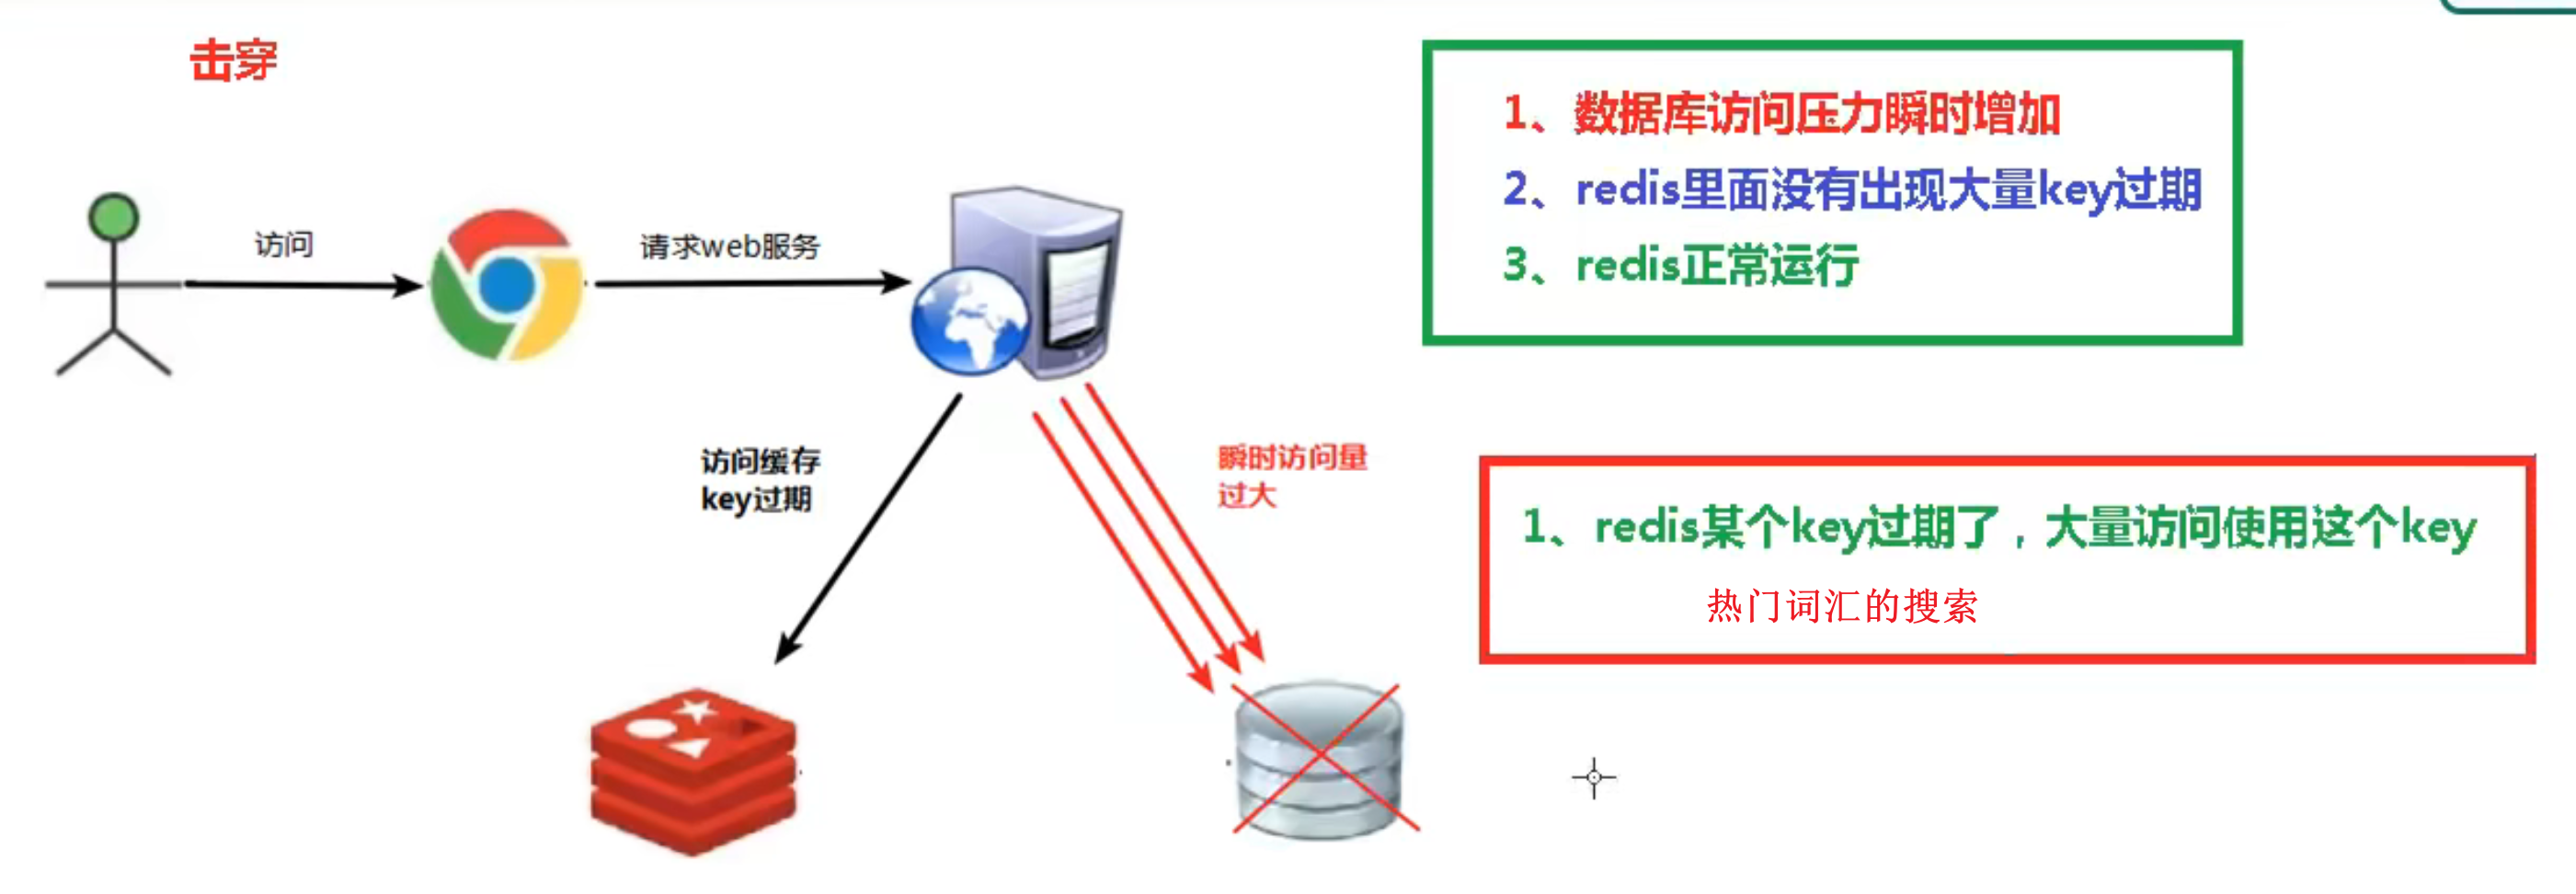 击穿
访问
请求web服务
访问缓存
key过期
瞬时访问量
过大
1、数据库访问压力瞬时增加
2、redis里面没有出现大量key过期
3、redis正常运行
1、redis某个key过期了，大量访问使用这个key
热门词汇的搜索